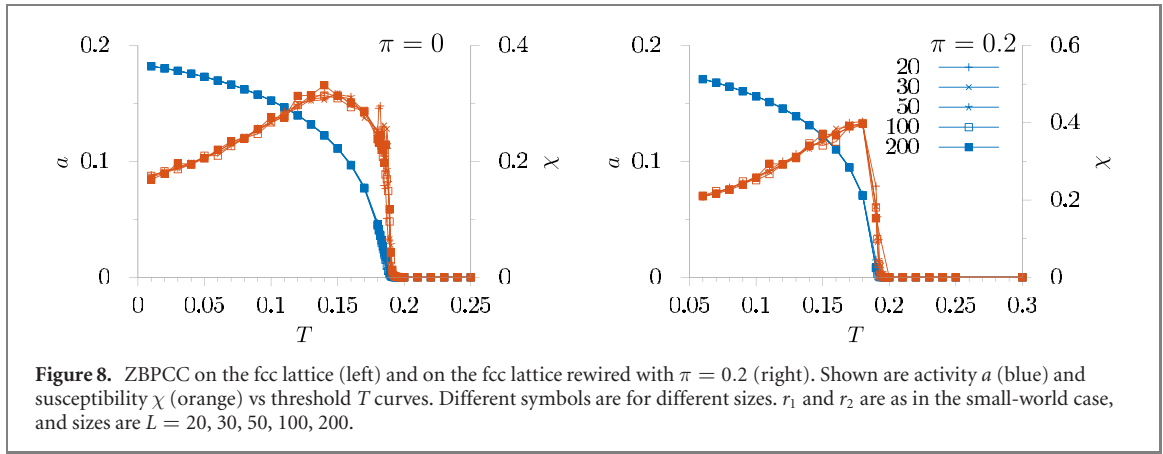 π = 0
0.2
0.1
0
a
0.4
0.2
0
χ
0 0.05 0.1 0.15 0.2 0.25
T
π = 0.2
0.2
0.1
0
a
20
30
50
100
200
0.6
0.4
0.2
0
χ
0.05 0.1 0.15 0.2 0.25 0.3
T
Figure 8. ZBPCC on the fcc lattice (left) and on the fcc lattice rewired with π = 0.2 (right). Shown are activity a (blue) and
susceptibility χ (orange) vs threshold T curves. Different symbols are for different sizes. r₁ and r₂ are as in the small-world case,
and sizes are L = 20, 30, 50, 100, 200.